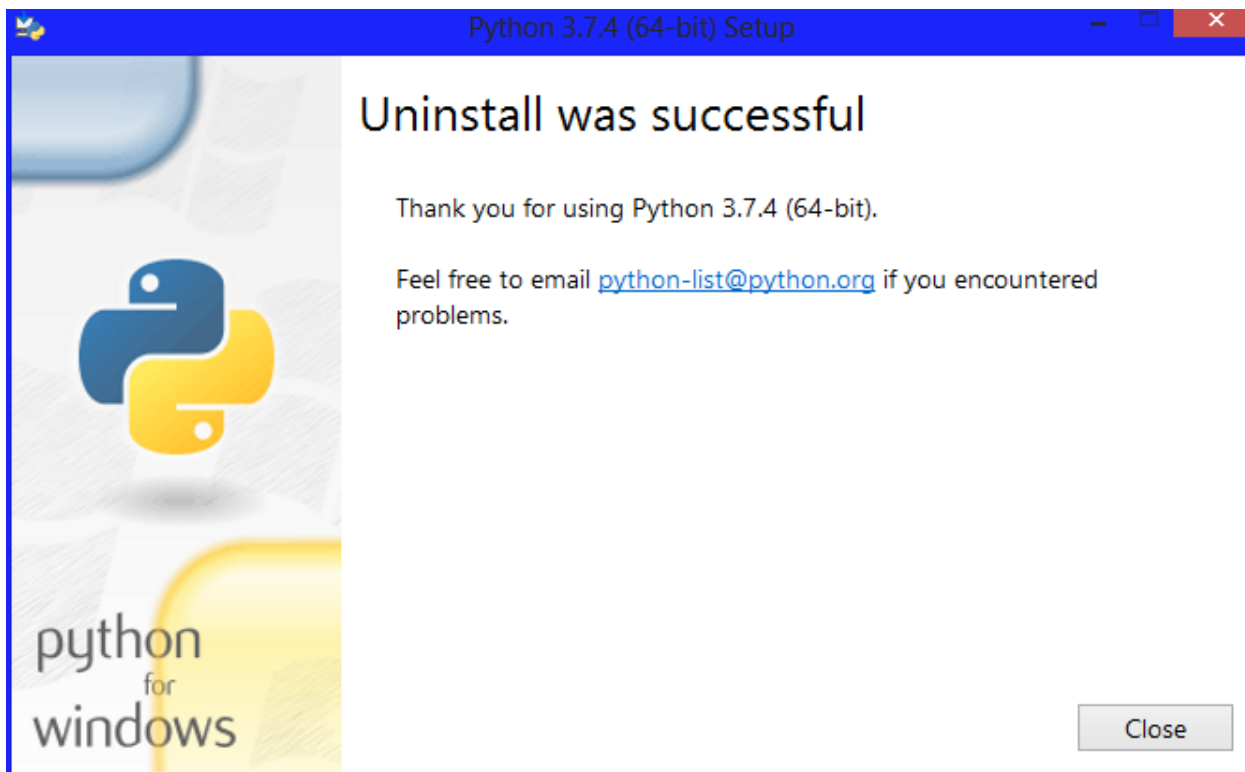 Python 3.7.4 (64-bit) Setup
Uninstall was successful
Thank you for using Python 3.7.4 (64-bit).
Feel free to email python-list@python.org if you encountered
problems.
python
for
windows
Close